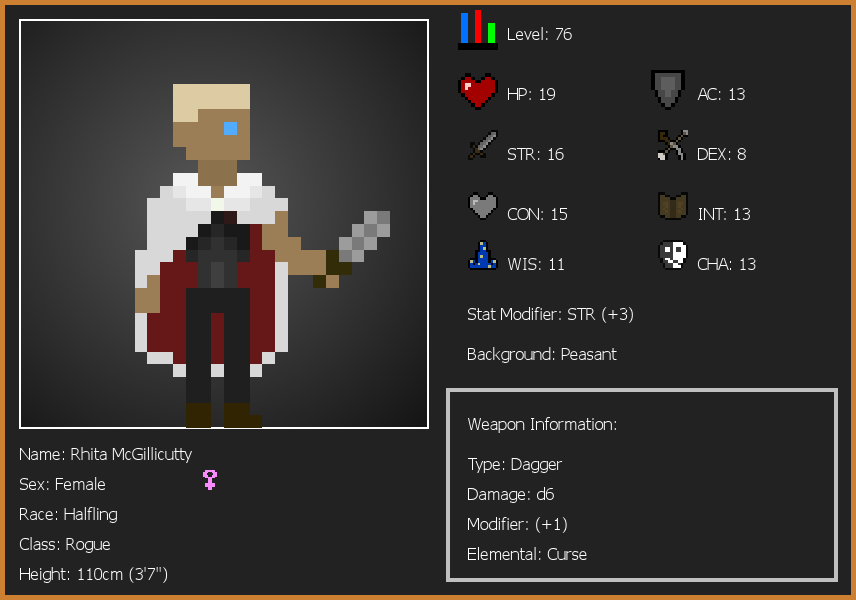 Level: 76
HP: 19
AC: 13
STR: 16
DEX: 8
CON: 15
INT: 13
WIS: 11
CHA: 13
Stat Modifier: STR (+3)
Background: Peasant
Weapon Information:
Type: Dagger
Damage: d6
Modifier: (+1)
Elemental: Curse
Name: Rhita McGillicutty
Sex: Female
Race: Halfling
Class: Rogue
Height: 110cm (3'7")